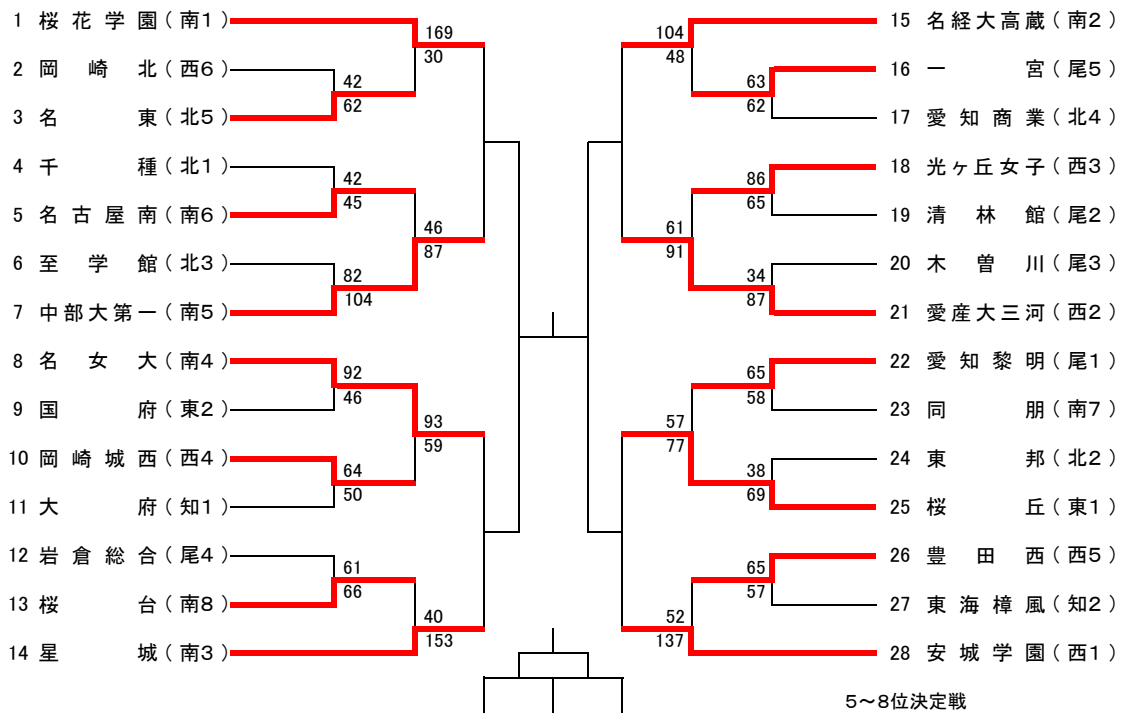 1 桜花学園(南1)
2 岡崎北(西6)
3 名東(北5)
4 千種(北1)
5 名古屋南(南6)
6 至学館(北3)
7 中部大第一(南5)
8 名女大(南4)
9 国府(東2)
10 岡崎城西(西4)
11 大府(知1)
12 岩倉総合(尾4)
13 桜台(南8)
14 星城(南3)
169
30
42
62
42
45
46
87
82
104
92
46
93
59
64
50
61
66
40
153
104
48
63
62
86
65
61
91
34
87
65
58
57
77
38
69
65
57
52
137
15 名経大高蔵(南2)
16 一宮(尾5)
17 愛知商業(北4)
18 光ヶ丘女子(西3)
19 清林館(尾2)
20 木曽川(尾3)
21 愛産大三河(西2)
22 愛知黎明(尾1)
23 同朋(南7)
24 東邦(北2)
25 桜丘(東1)
26 豊田西(西5)
27 東海樟風(知2)
28 安城学園(西1)
5～8位決定戦